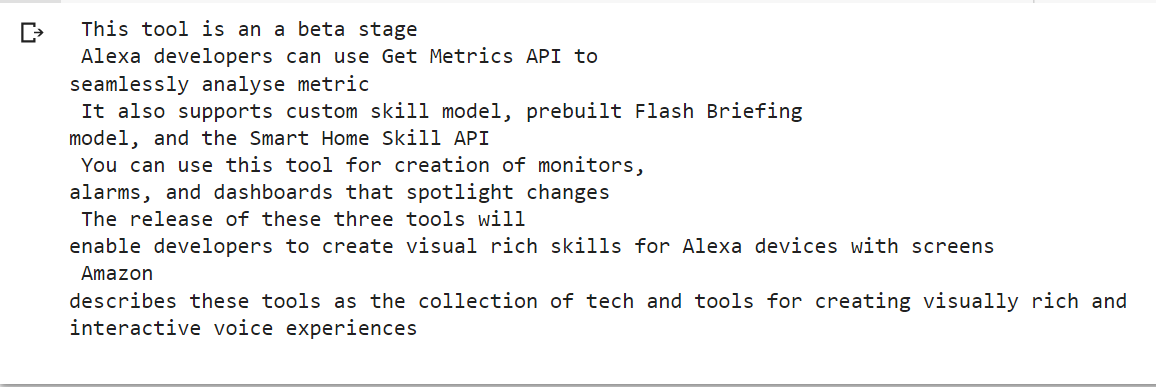 This tool is an a beta stage
Alexa developers can use Get Metrics API to
seamlessly analyse metric
It also supports custom skill model, prebuilt Flash Briefing
model, and the Smart Home Skill API
You can use this tool for creation of monitors,
alarms, and dashboards that spotlight changes
The release of these three tools will
enable developers to create visual rich skills for Alexa devices with screens
Amazon
describes these tools as the collection of tech and tools for creating visually rich and
interactive voice experiences